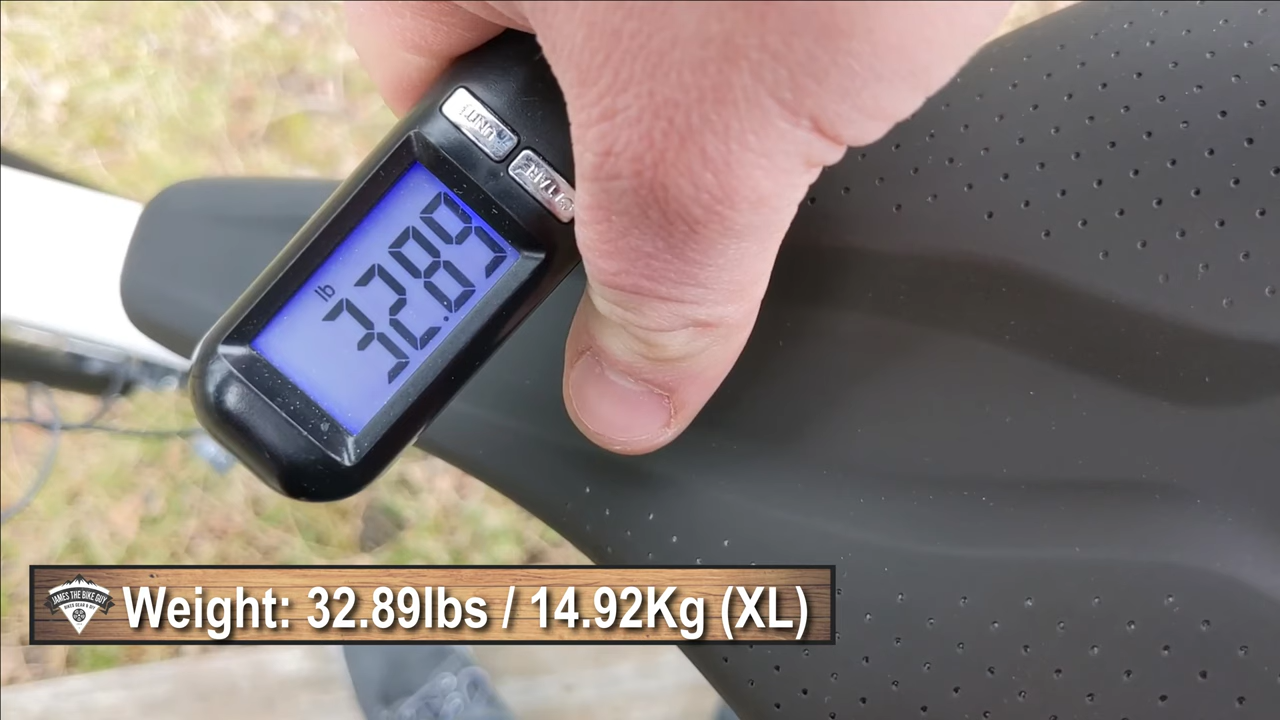 UNIT
TARE
lb
32.89
JAMES THE BIKE GUY
Weight: 32.89lbs / 14.92Kg (XL)